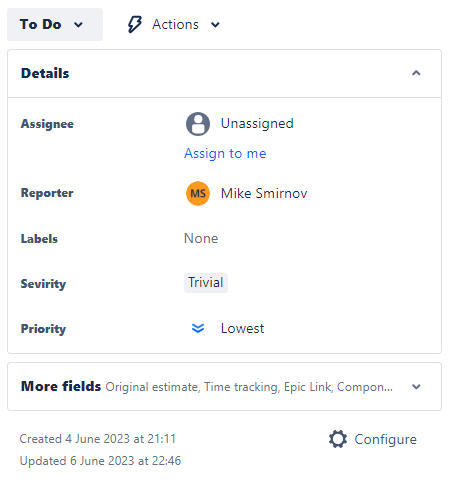 To Do Actions
Details
Assignee Unassigned
Assign to me
Reporter MS Mike Smirnov
Labels None
Sevirity Trivial
Priority Lowest
More fields Original estimate, Time tracking, Epic Link, Compon...
Created 4 June 2023 at 21:11 Configure
Updated 6 June 2023 at 22:46